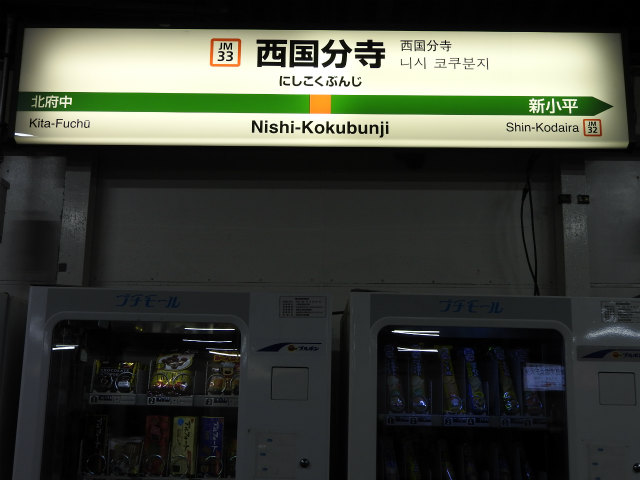 JM
33
西国分寺
西国分寺
니시 코쿠분지
にしこくぶんじ
北府中
新小平
Kita-Fuchū
Nishi-Kokubunji
Shin-Kodaira
JM
32
プチモール
プチモール